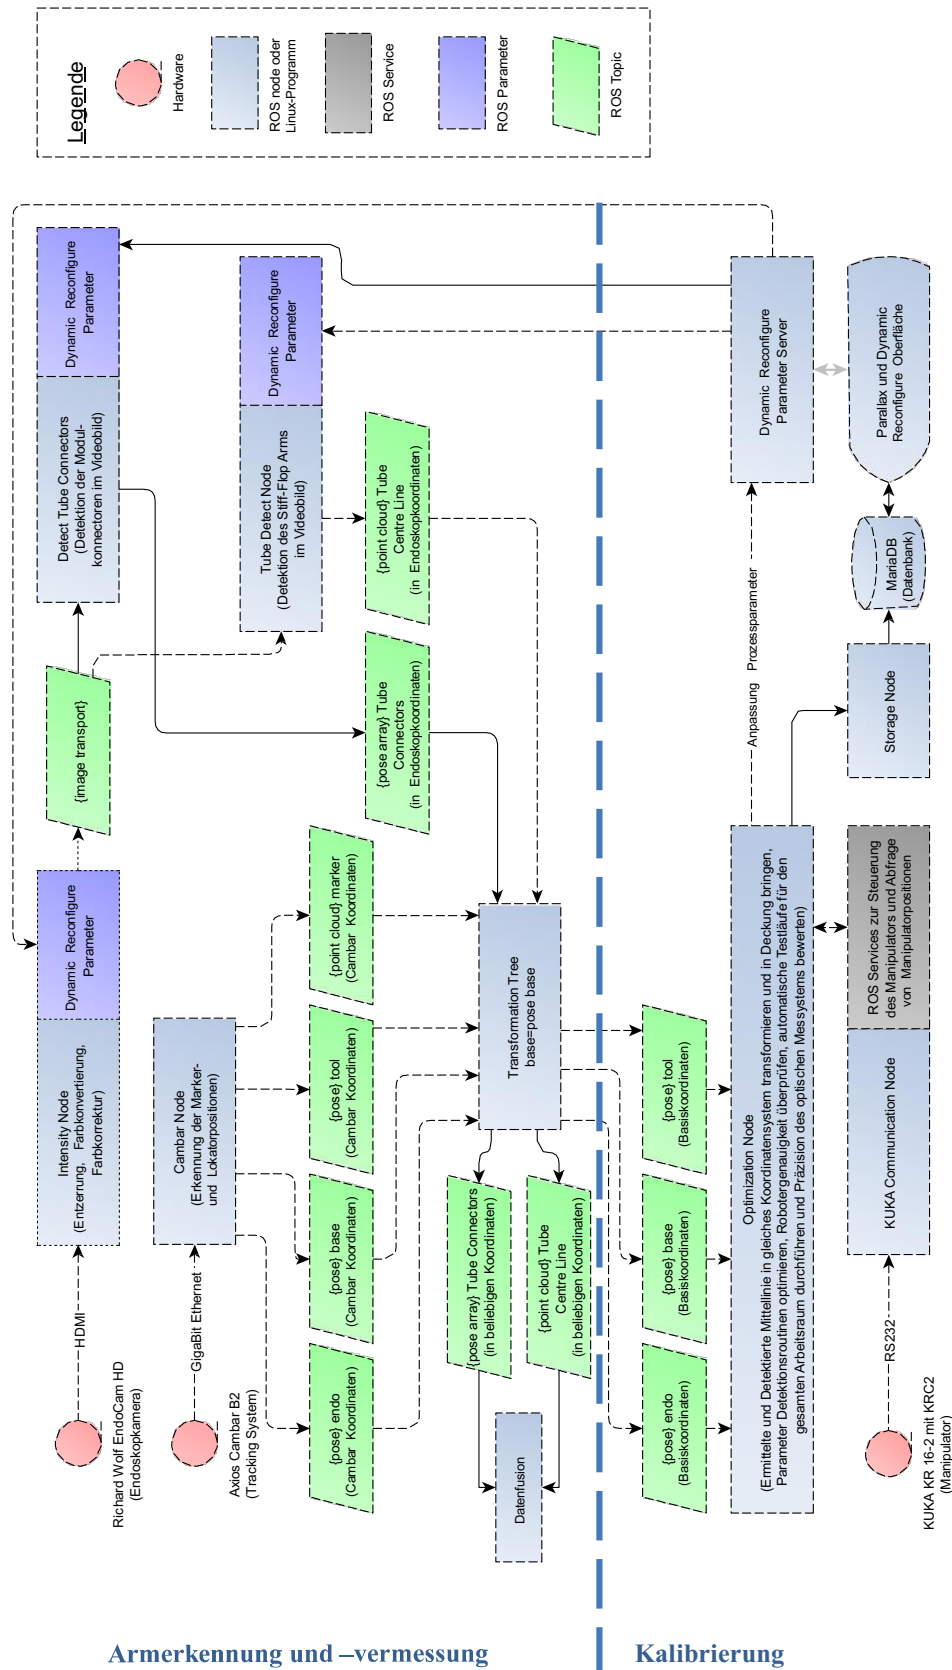 Legende
Hardware
ROS node oder
Linux-Programm
ROS Service
ROS Parameter
ROS Topic
Richard Wolf EndoCam HD
(Endoskopkamera)
HDMI
Intensity Node
(Entzerrung, Farbkonvertierung,
Farbkorrektur)
Dynamic Reconfigure
Parameter
{image transport}
Detect Tube Connectors
(Detektion der Modul-
konnectoren im Videobild)
Dynamic Reconfigure
Parameter
Axios Cambar B2
(Tracking System)
GigaBit Ethernet
Cambar Node
(Erkennung der Marker-
und Lokatorpositionen)
Tube Detect Node
(Detektion des Stiff-Flop Arms
im Videobild)
Dynamic Reconfigure
Parameter
{pose} endo
(Cambar Koordinaten)
{pose} base
(Cambar Koordinaten)
{pose} tool
(Cambar Koordinaten)
{point cloud} marker
(Cambar Koordinaten)
{pose array} Tube
Connectors
(in Endoskopkoordinaten)
{point cloud} Tube
Centre Line
(in Endoskopkoordinaten)
Transformation Tree
base=pose base
{pose array} Tube Connectors
(in beliebigen Koordinaten)
{point cloud} Tube
Centre Line
(in beliebigen Koordinaten)
Datenfusion
{pose} endo
(Basiskoordinaten)
{pose} base
(Basiskoordinaten)
{pose} tool
(Basiskoordinaten)
Optimization Node
(Ermittelte und Detektierte Mittellinie in gleiches Koordinatensystem transformieren und in Deckung bringen,
Parameter Detektionsroutinen optimieren, Robotergenauigkeit überprüfen, automatische Testläufe für den
gesamten Arbeitsraum durchführen und Präzision des optischen Messystems bewerten)
Anpassung Prozessparameter
Dynamic Reconfigure
Parameter Server
KUKA KR 16-2 mit KRC2
(Manipulator)
RS232
KUKA Communication Node
ROS Services zur Steuerung
des Manipulators und Abfrage
von Manipulatorpositionen
Storage Node
MariaDB
(Datenbank)
Parallax und Dynamic
Reconfigure Oberfläche
Armerkennung und –vermessung
Kalibrierung